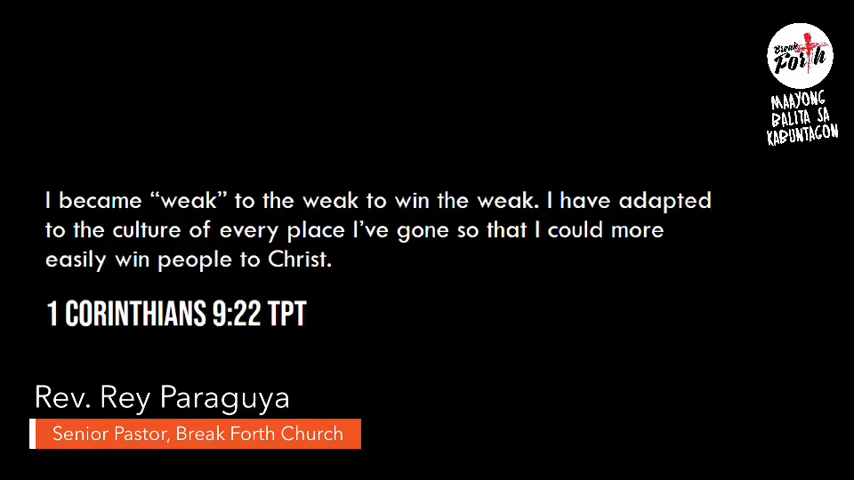 Break
Forth
MAAYONG
BALITA SA
KABUNTAGON
I became “weak” to the weak to win the weak. I have adapted
to the culture of every place I’ve gone so that I could more
easily win people to Christ.
1 CORINTHIANS 9:22 TPT
Rev. Rey Paraguya
Senior Pastor, Break Forth Church